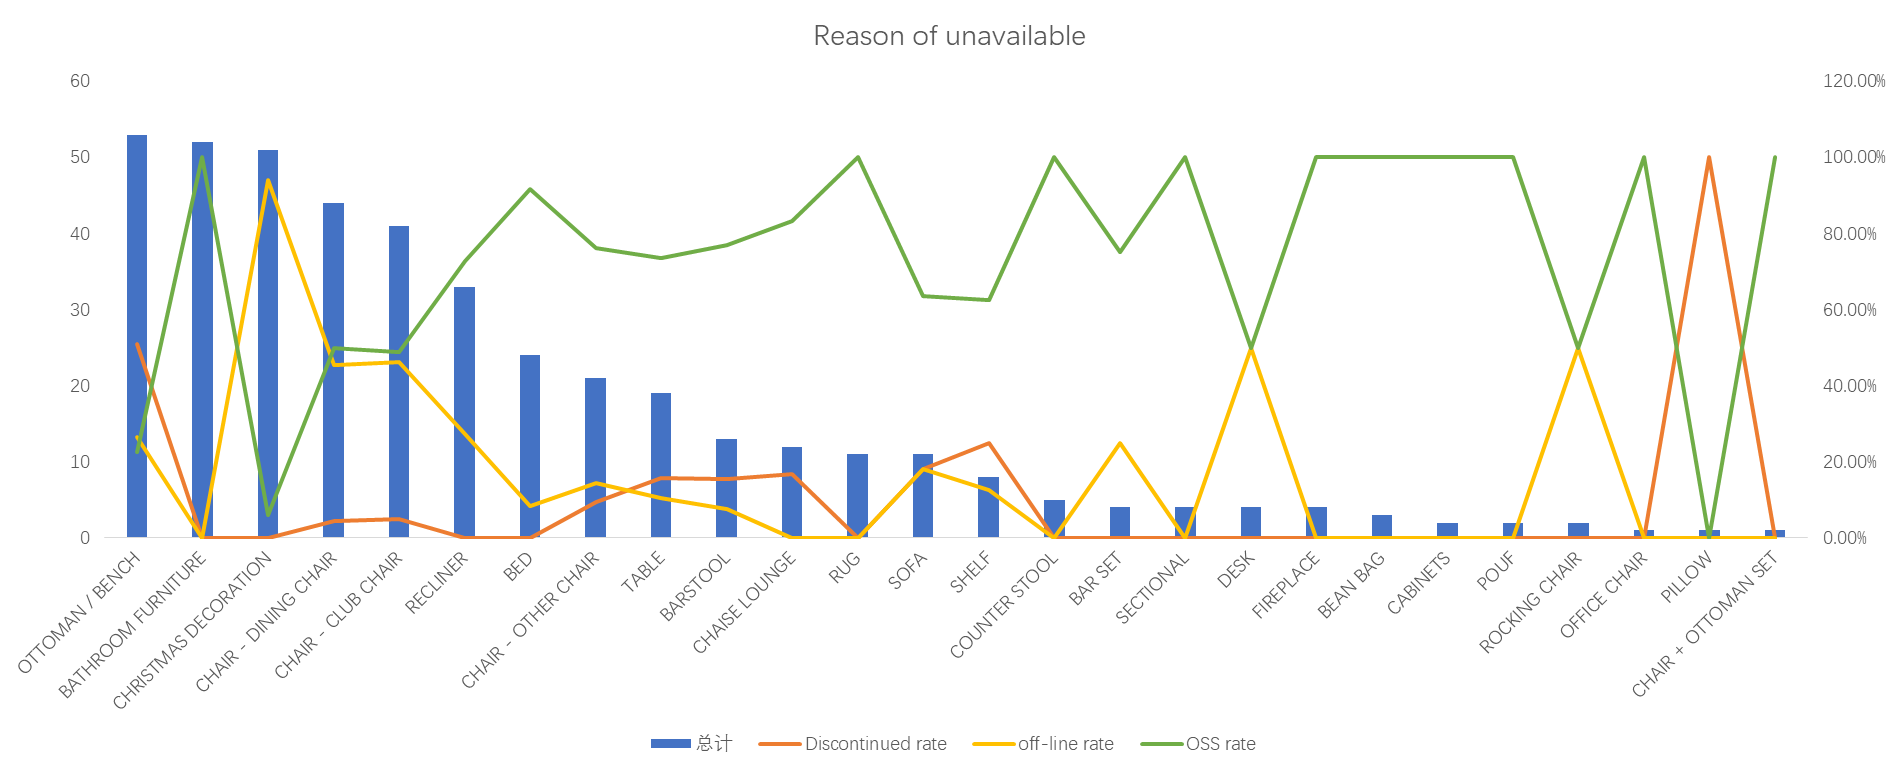 Reason of unavailable
60
50
40
30
20
10
0
120.00%
100.00%
80.00%
60.00%
40.00%
20.00%
0.00%
OTTOMAN / BENCH
BATHROOM FURNITURE
CHRISTMAS DECORATION
CHAIR - DINING CHAIR
CHAIR - CLUB CHAIR
RECLINER
BED
CHAIR - OTHER CHAIR
TABLE
BARSTOOL
CHAISE LOUNGE
RUG
SOFA
SHELF
COUNTER STOOL
BAR SET
SECTIONAL
DESK
FIREPLACE
BEAN BAG
CABINETS
POUF
ROCKING CHAIR
OFFICE CHAIR
PILLOW
CHAIR + OTTOMAN SET
总计 Discontinued rate off-line rate OSS rate